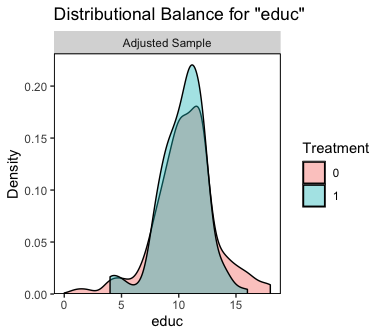 Distributional Balance for "educ"
Adjusted Sample
Density
0.20
0.15
0.10
0.05
0.00
0 5 10 15
educ
Treatment
0
1